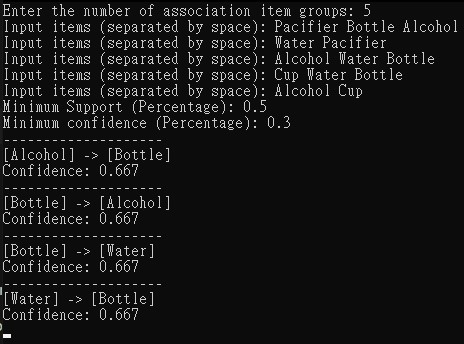 Enter the number of association item groups: 5
Input items (separated by space): Pacifier Bottle Alcohol
Input items (separated by space): Water Pacifier
Input items (separated by space): Alcohol Water Bottle
Input items (separated by space): Cup Water Bottle
Input items (separated by space): Alcohol Cup
Minimum Support (Percentage): 0.5
Minimum confidence (Percentage): 0.3
--------------------
[Alcohol] -> [Bottle]
Confidence: 0.667
--------------------
[Bottle] -> [Alcohol]
Confidence: 0.667
--------------------
[Bottle] -> [Water]
Confidence: 0.667
--------------------
[Water] -> [Bottle]
Confidence: 0.667